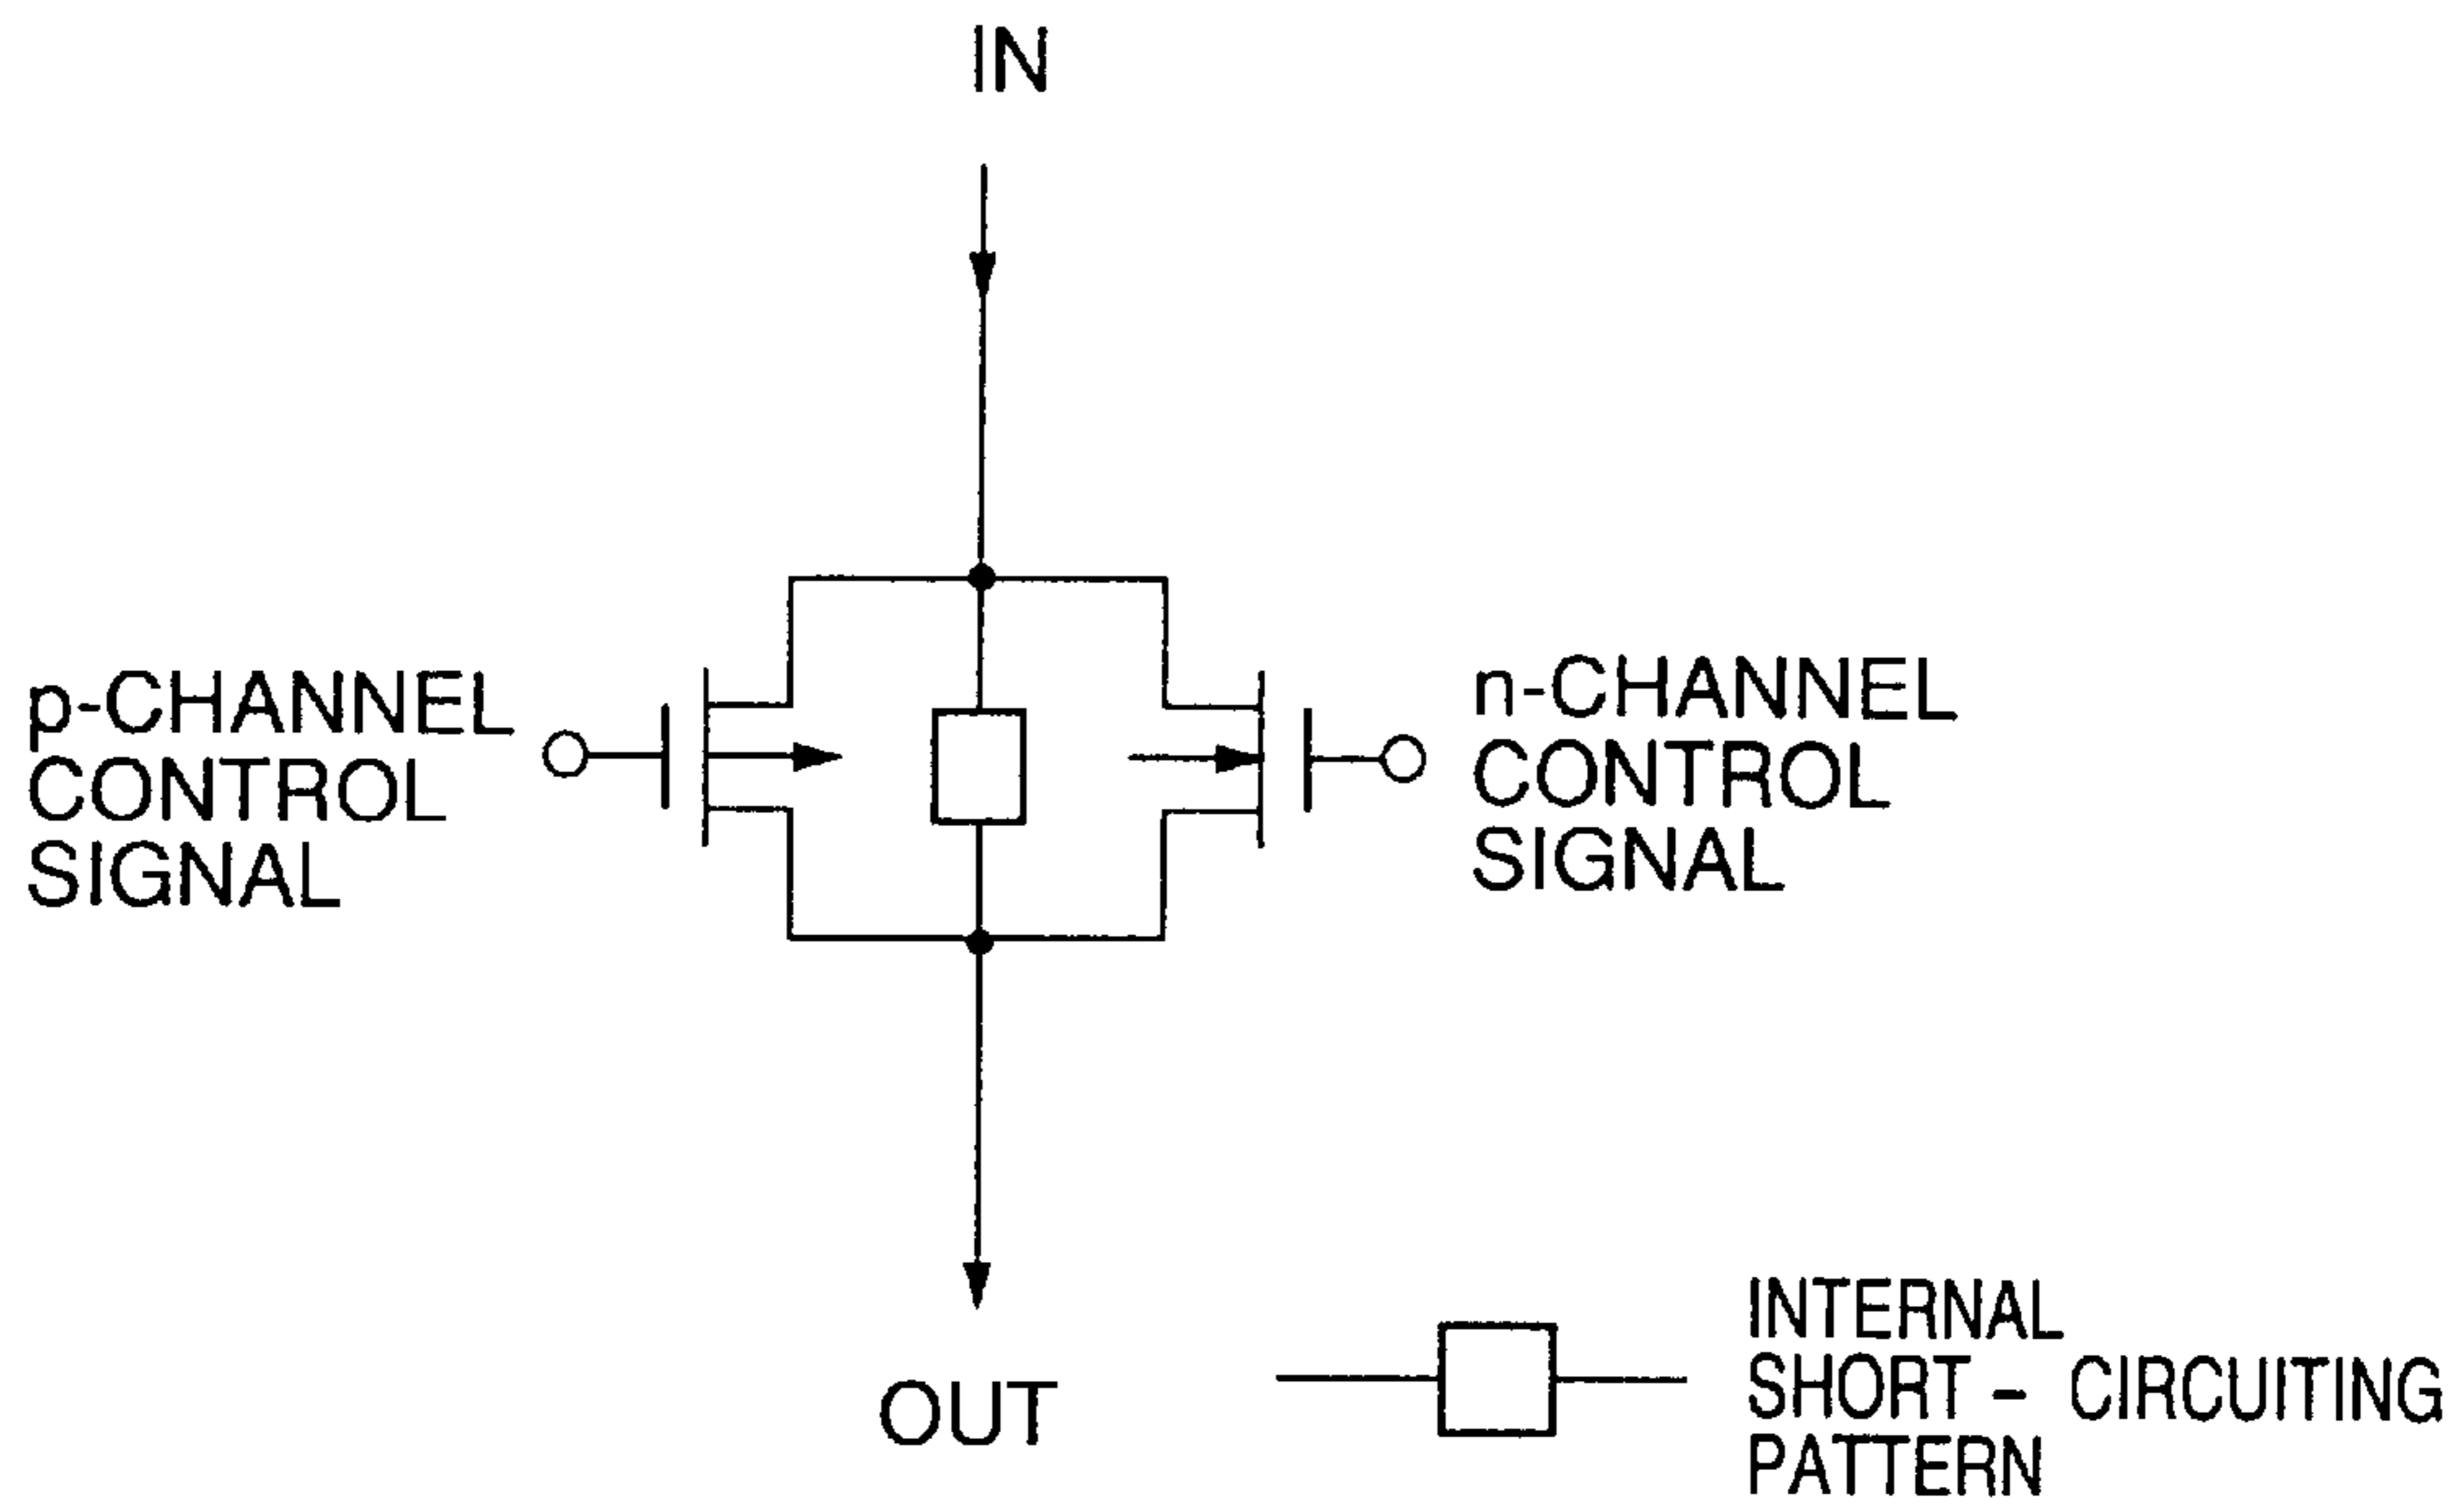 IN
p-CHANNEL
CONTROL
SIGNAL
n-CHANNEL
CONTROL
SIGNAL
OUT
INTERNAL
SHORT - CIRCUITING
PATTERN